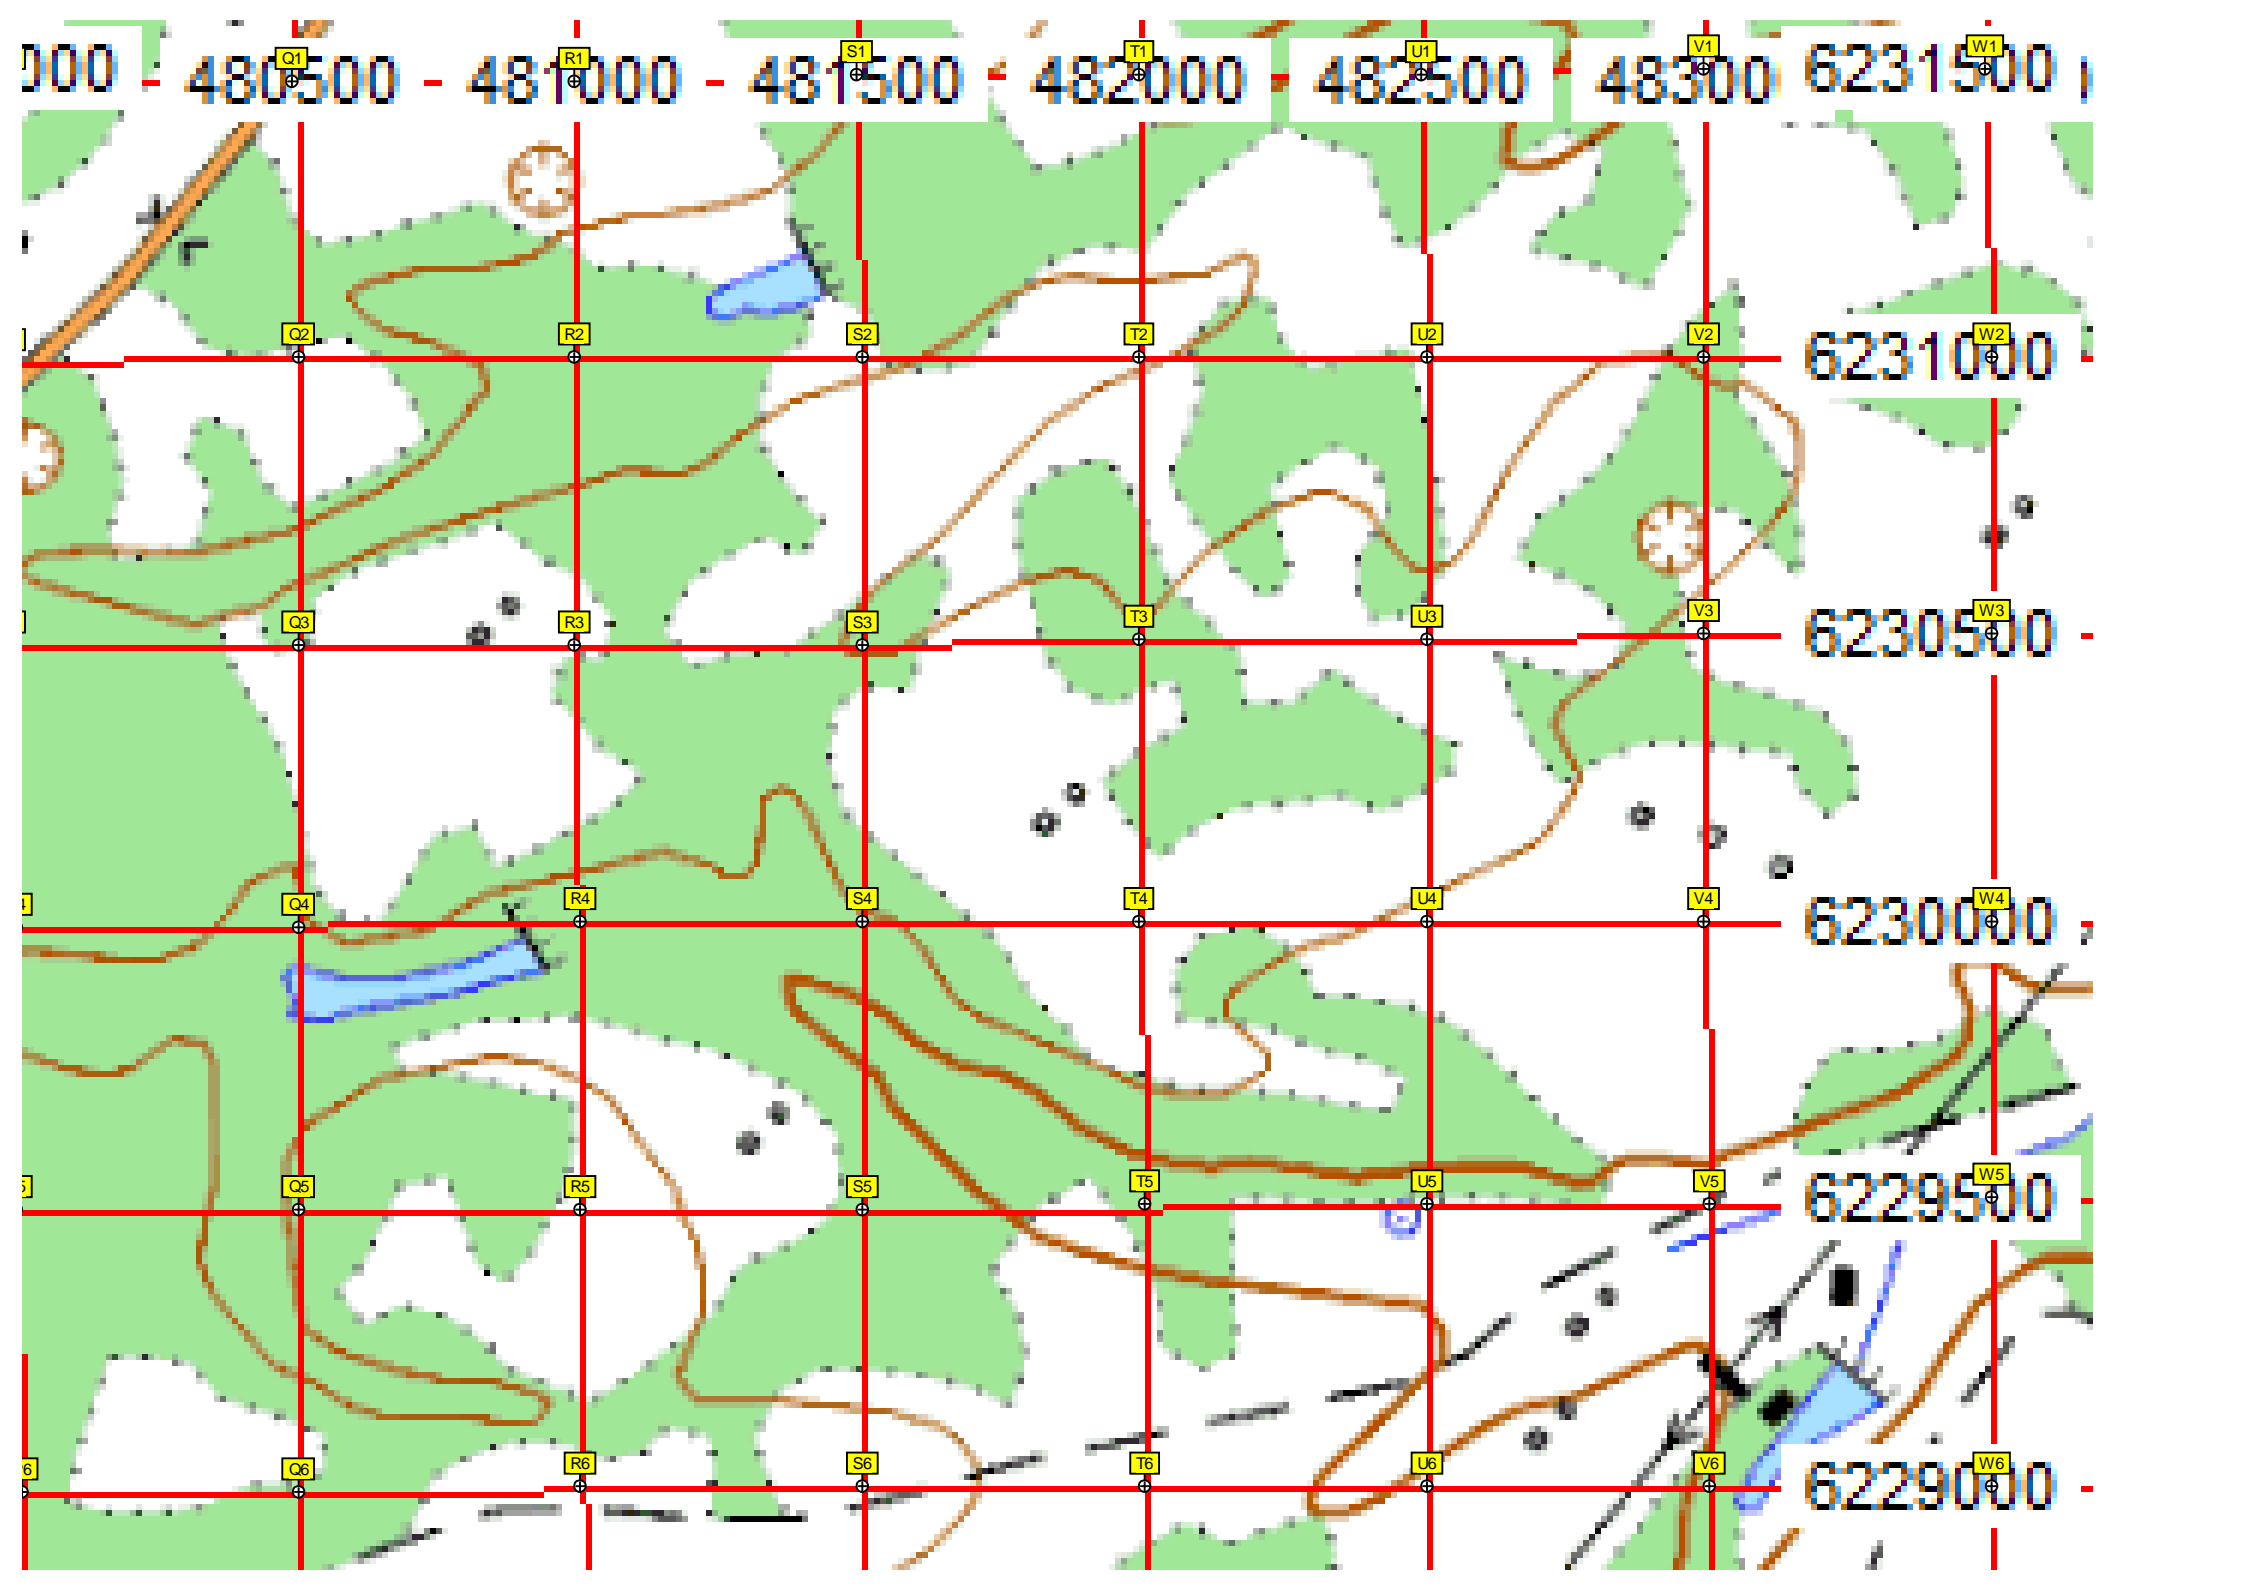 000 480500 481000 481500 482000 482500 48300 6231500
Q1 R1 S1 T1 U1 V1 W1
Q2 R2 S2 T2 U2 V2 W2
6231000
Q3 R3 S3 T3 U3 V3 W3
6230500
4 Q4 R4 S4 T4 U4 V4 W4
6230000
5 Q5 R5 S5 T5 U5 V5 W5
6229500
6 Q6 R6 S6 T6 U6 V6 W6
6229000